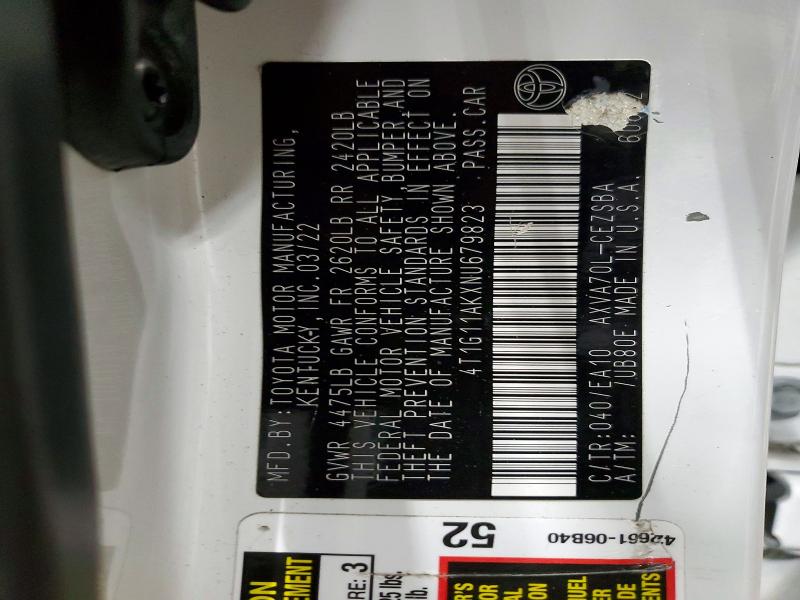 MFD BY: TOYOTA MOTOR MANUFACTURING,
KENTUCKY, INC. 03/22
GVWR 4475LB GAWR FR 2620LB RR 2420LB
THIS VEHICLE CONFORMS TO ALL APPLICABLE
FEDERAL MOTOR VEHICLE SAFETY, BUMPER, AND
THEFT PREVENTION STANDARDS IN EFFECT ON
THE DATE OF MANUFACTURE SHOWN ABOVE.
4T1G11AKXNU679823 PASS.CAR
C/TR:040/EA10 AXVA70L-CEZSBA
A/TM: /UB80E MADE IN U.S.A.
52
42661-06B40
3